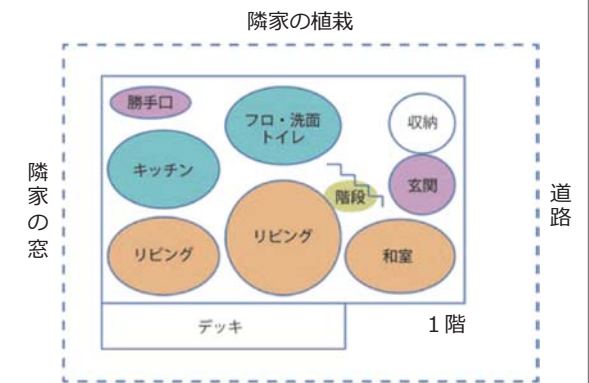 隣家の植栽
勝手口
フロ・洗面
トイレ
収納
キッチン
玄関
階段
隣家の窓
道路
リビング
リビング
和室
デッキ
1階